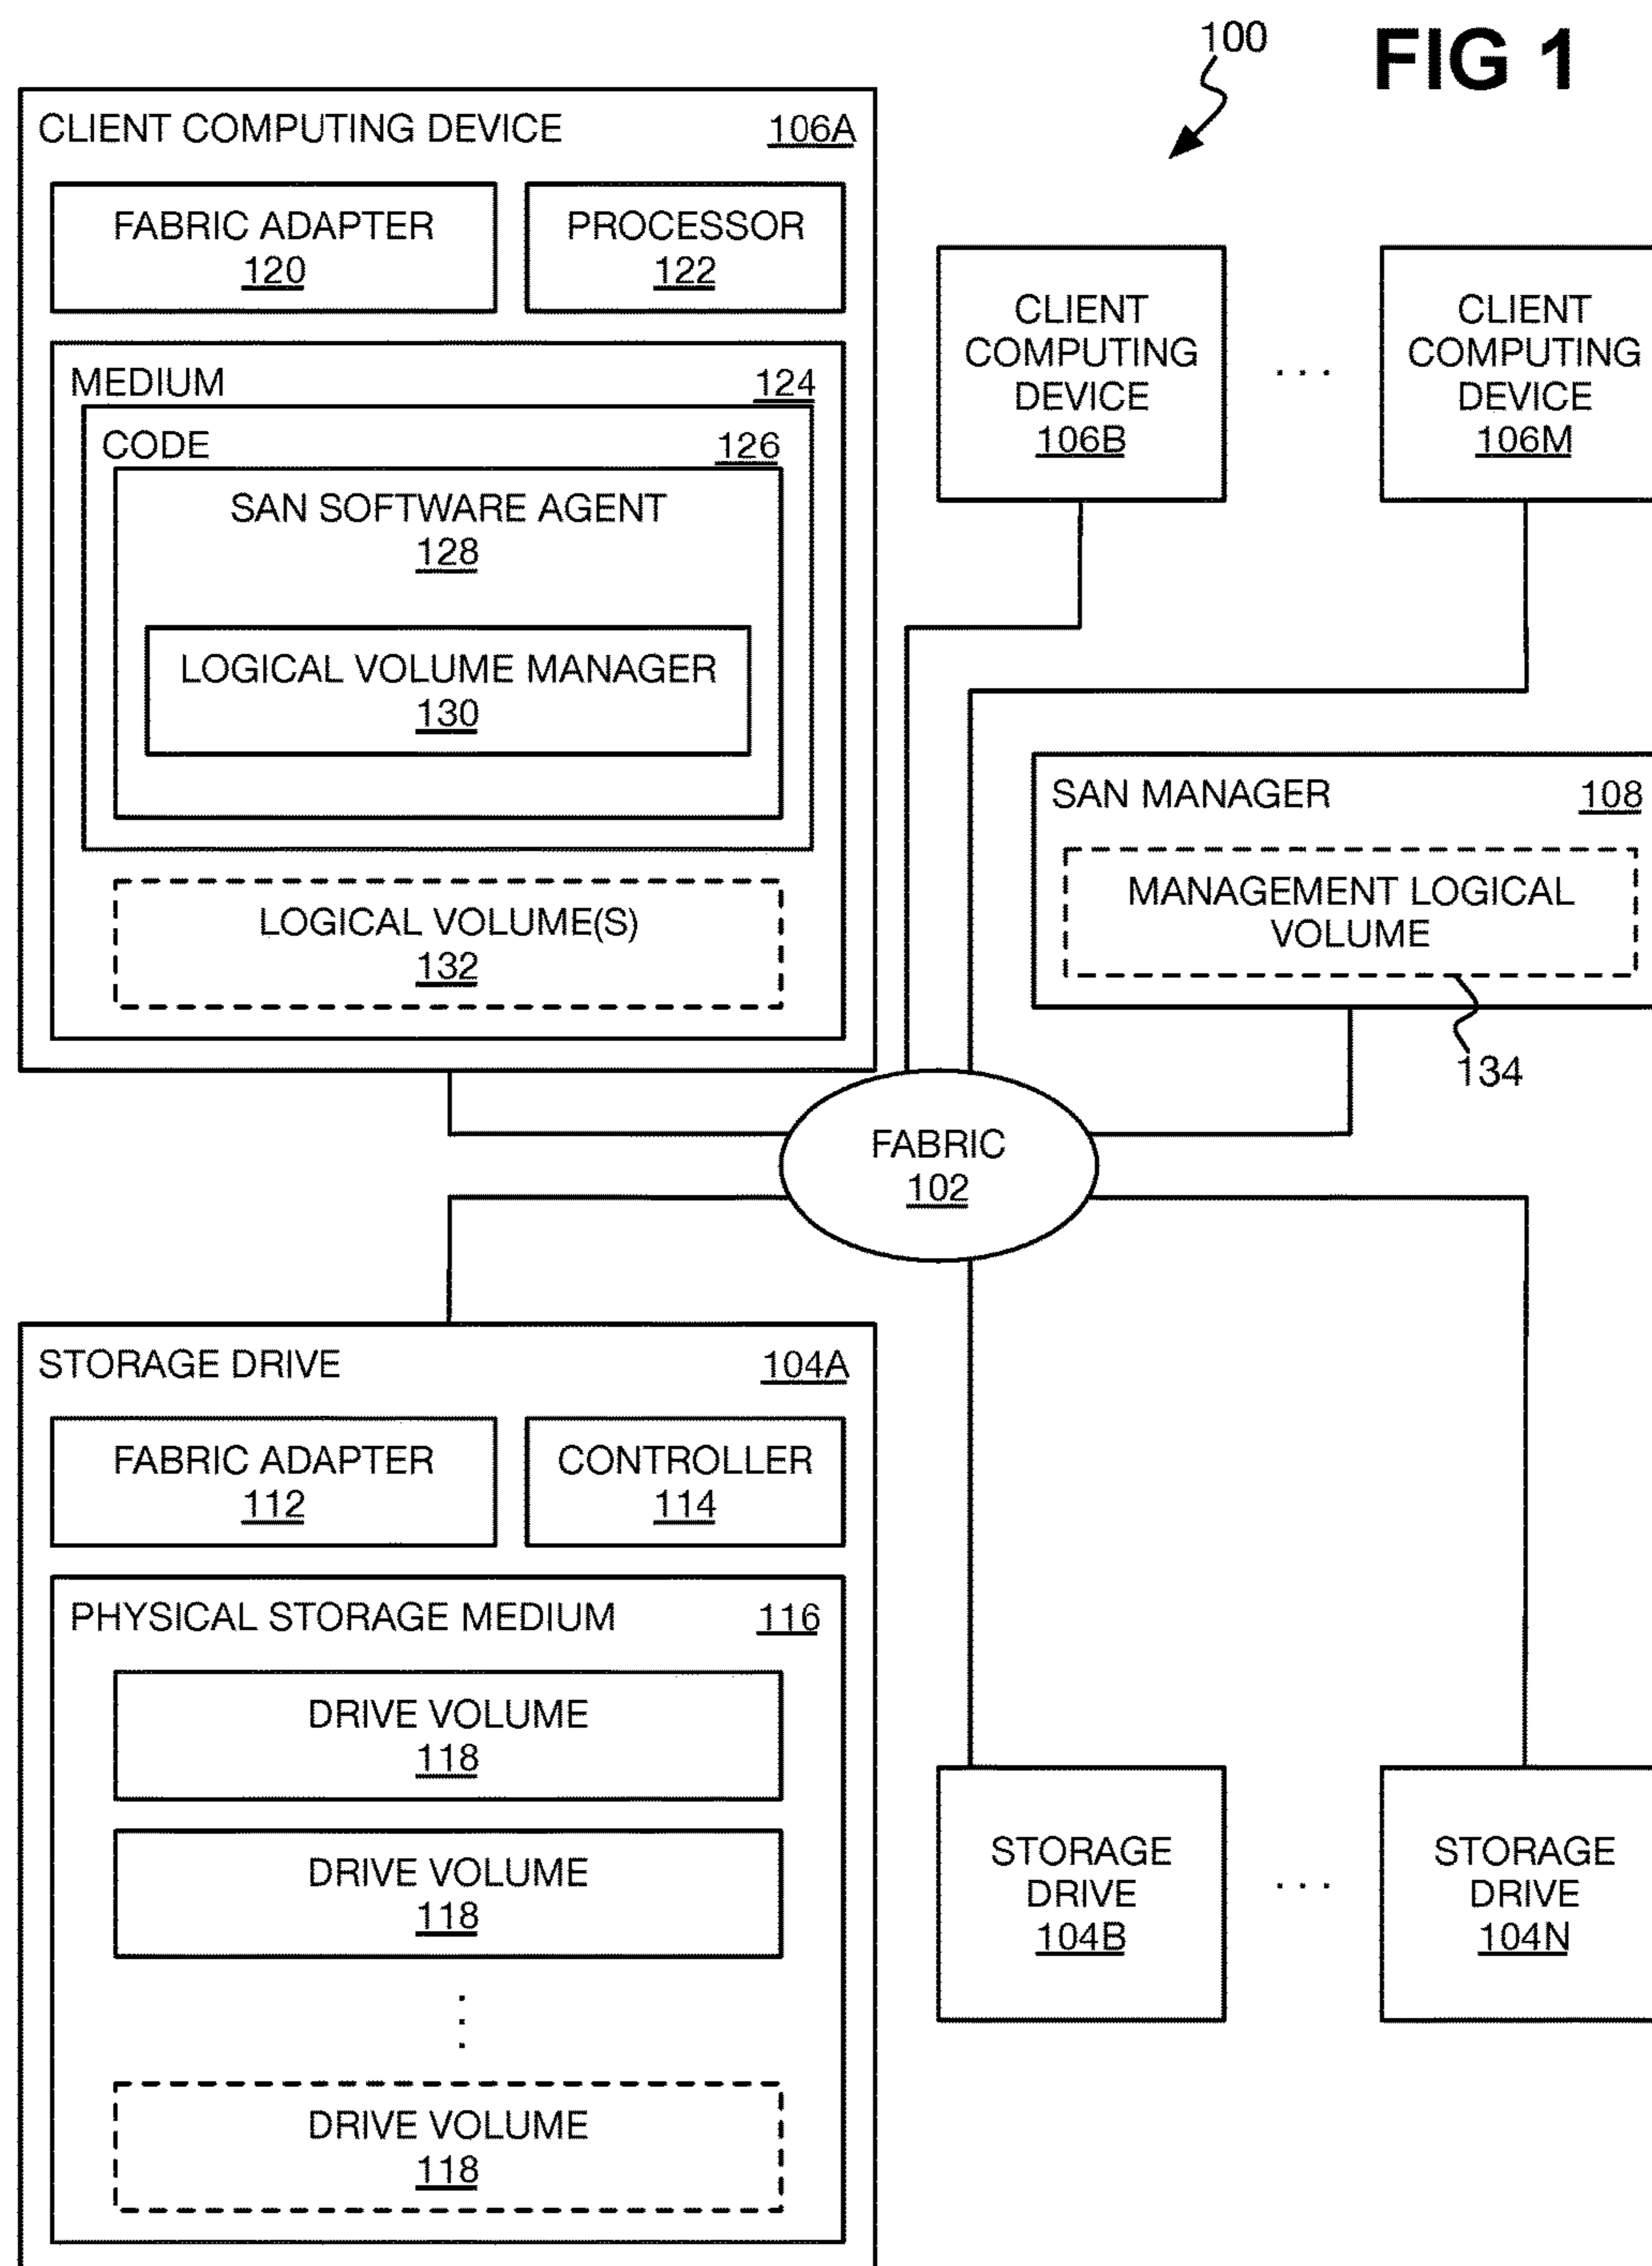 100
FIG 1
CLIENT COMPUTING DEVICE 106A
FABRIC ADAPTER
120
PROCESSOR
122
MEDIUM 124
CODE 126
SAN SOFTWARE AGENT
128
LOGICAL VOLUME MANAGER
130
LOGICAL VOLUME(S)
132
CLIENT
COMPUTING
DEVICE
106B
. . .
CLIENT
COMPUTING
DEVICE
106M
SAN MANAGER 108
MANAGEMENT LOGICAL
VOLUME
134
FABRIC
102
STORAGE DRIVE 104A
FABRIC ADAPTER
112
CONTROLLER
114
PHYSICAL STORAGE MEDIUM 116
DRIVE VOLUME
118
DRIVE VOLUME
118
.
.
.
DRIVE VOLUME
118
STORAGE
DRIVE
104B
. . .
STORAGE
DRIVE
104N